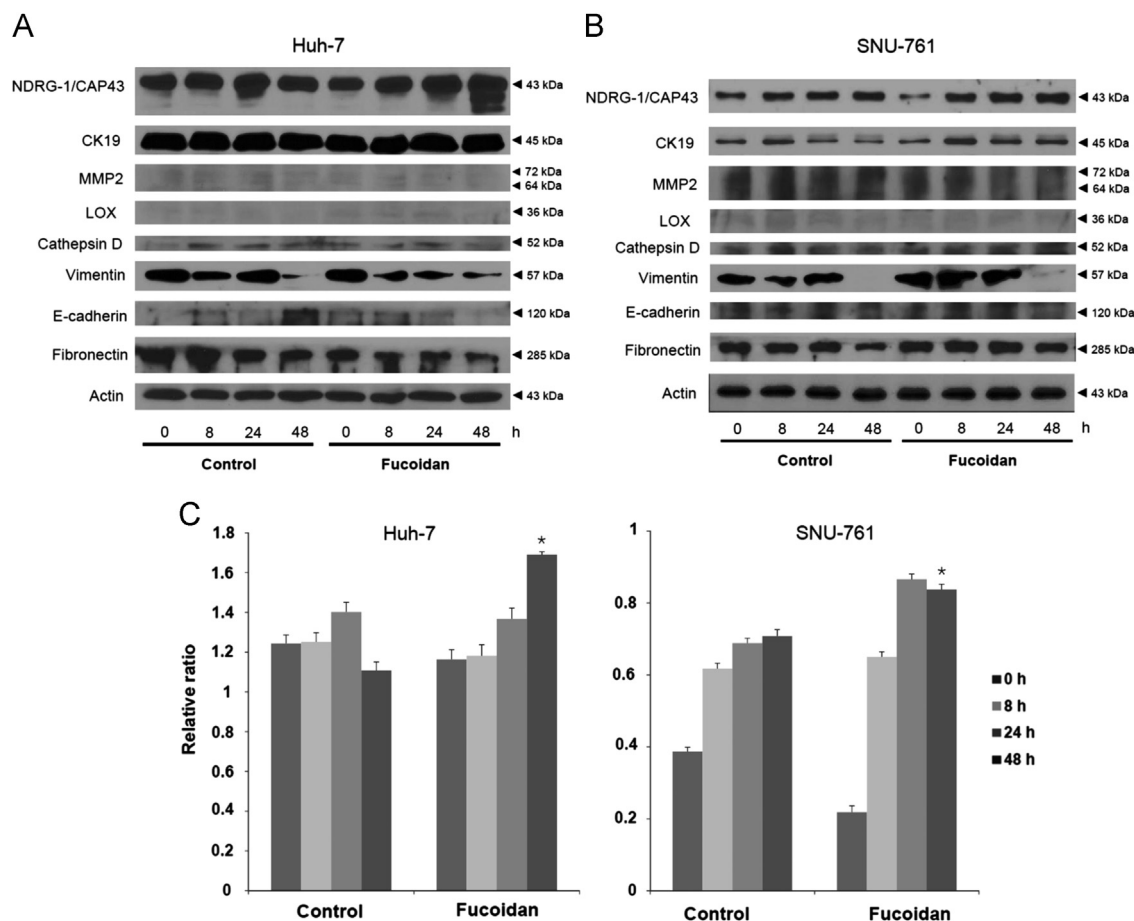 A
Huh-7
NDRG-1/CAP43
◄ 43 kDa
CK19
◄ 45 kDa
MMP2
◄ 72 kDa
◄ 64 kDa
LOX
◄ 36 kDa
Cathepsin D
◄ 52 kDa
Vimentin
◄ 57 kDa
E-cadherin
◄ 120 kDa
Fibronectin
◄ 285 kDa
Actin
◄ 43 kDa
0 8 24 48 0 8 24 48 h
Control Fucoidan
B
SNU-761
NDRG-1/CAP43
◄ 43 kDa
CK19
◄ 45 kDa
MMP2
◄ 72 kDa
◄ 64 kDa
LOX
◄ 36 kDa
Cathepsin D
◄ 52 kDa
Vimentin
◄ 57 kDa
E-cadherin
◄ 120 kDa
Fibronectin
◄ 285 kDa
Actin
◄ 43 kDa
0 8 24 48 0 8 24 48 h
Control Fucoidan
C
Huh-7
Relative ratio
1.8
1.6
1.4
1.2
1
0.8
0.6
0.4
0.2
0
*
Control Fucoidan
SNU-761
1
0.8
0.6
0.4
0.2
0
*
Control Fucoidan
0 h
8 h
24 h
48 h